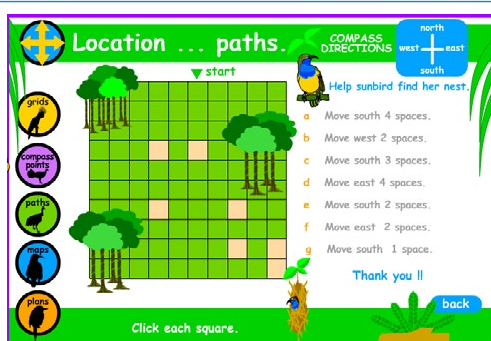 Location ... paths.
COMPASS
DIRECTIONS
north
west east
south
start
Help sunbird find her nest.
grids
compass
points
paths
maps
plans
a Move south 4 spaces.
b Move west 2 spaces.
c Move south 3 spaces.
d Move east 4 spaces.
e Move south 2 spaces.
f Move east 2 spaces.
g Move south 1 space.
Thank you !!
back
Click each square.